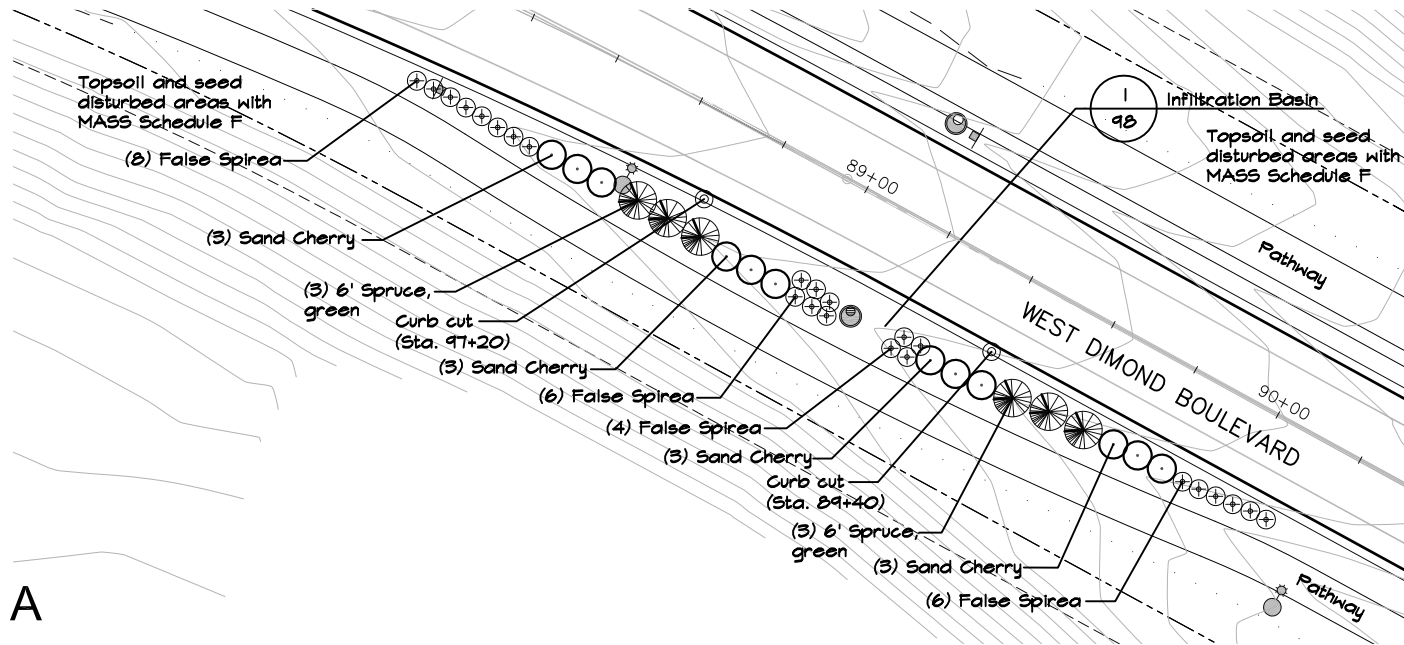 Topsoil and seed
disturbed areas with
MASS Schedule F
(8) False Spirea
(3) Sand Cherry
(3) 6' Spruce,
green
Curb cut
(Sta. 97+20)
(3) Sand Cherry
(6) False Spirea
(4) False Spirea
(3) Sand Cherry
Curb cut
(Sta. 89+40)
(3) 6' Spruce,
green
(3) Sand Cherry
(6) False Spirea
1
98
Infiltration Basin
Topsoil and seed
disturbed areas with
MASS Schedule F
89+00
Pathway
WEST DIMOND BOULEVARD
90+00
Pathway
A